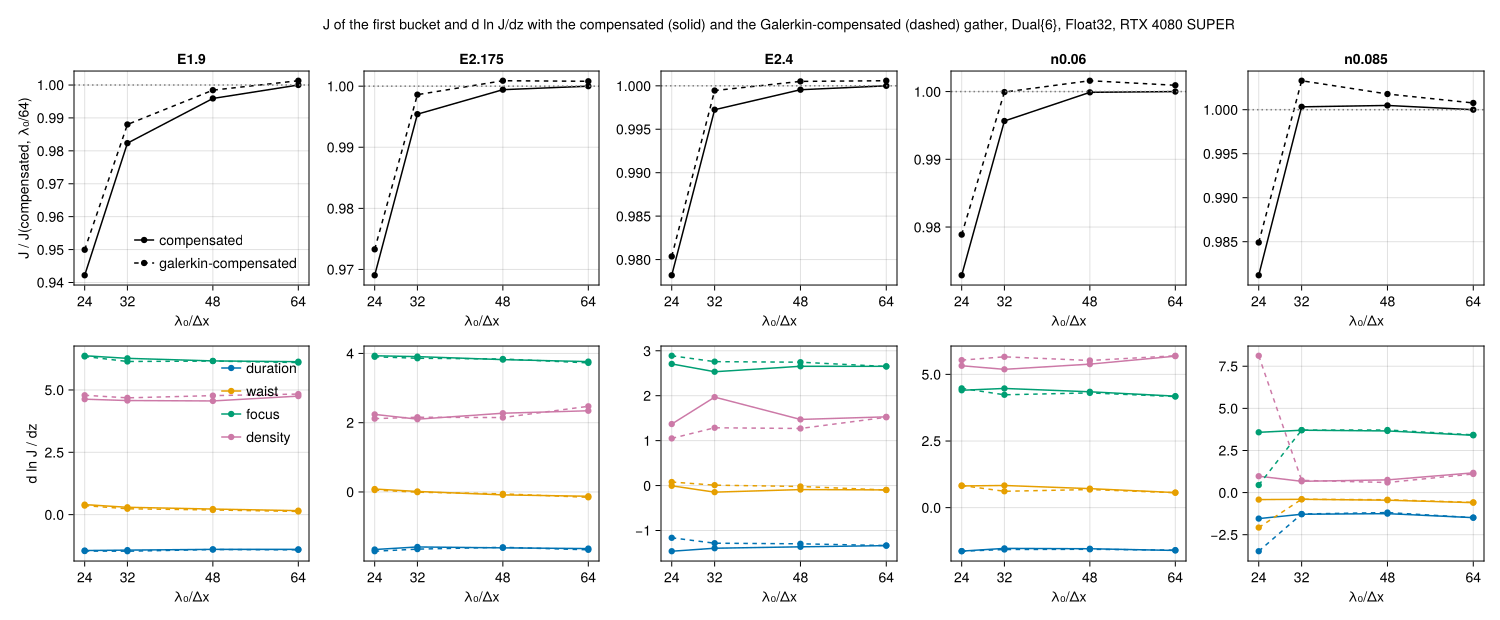 J of the first bucket and d ln J/dz with the compensated (solid) and the Galerkin-compensated (dashed) gather, Dual{6}, Float32, RTX 4080 SUPER
E1.9
E2.175
E2.4
n0.06
n0.085
J / J(compensated, λ₀/64)
1.00
0.99
0.98
0.97
0.96
0.95
0.94
compensated
galerkin-compensated
24 32 48 64
λ₀/Δx
1.00
0.99
0.98
0.97
24 32 48 64
λ₀/Δx
1.000
0.995
0.990
0.985
0.980
24 32 48 64
λ₀/Δx
1.00
0.99
0.98
24 32 48 64
λ₀/Δx
1.000
0.995
0.990
0.985
24 32 48 64
λ₀/Δx
d ln J / dz
5.0
2.5
0.0
duration
waist
focus
density
24 32 48 64
λ₀/Δx
4
2
0
24 32 48 64
λ₀/Δx
3
2
1
0
−1
24 32 48 64
λ₀/Δx
5.0
2.5
0.0
24 32 48 64
λ₀/Δx
7.5
5.0
2.5
0.0
−2.5
24 32 48 64
λ₀/Δx